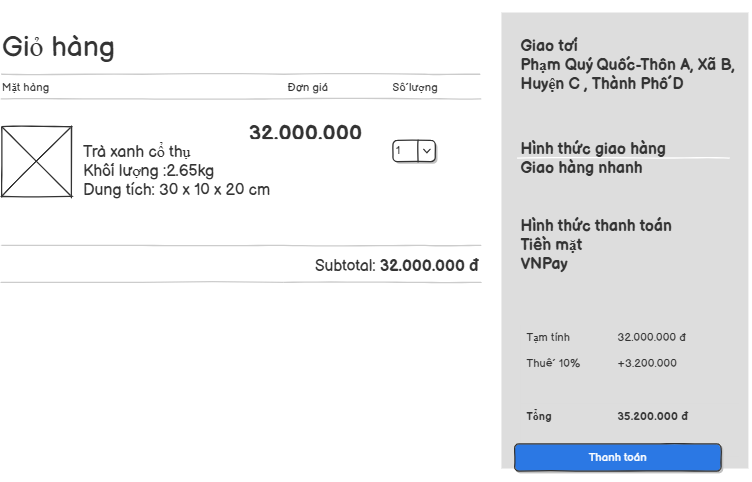 Giỏ hàng
Mặt hàng Đơn giá Số lượng
32.000.000
1
Trà xanh cổ thụ
Khối lượng :2.65kg
Dung tích: 30 x 10 x 20 cm
Subtotal: 32.000.000 đ
Giao tới
Phạm Quý Quốc-Thôn A, Xã B,
Huyện C , Thành Phố D
Hình thức giao hàng
Giao hàng nhanh
Hình thức thanh toán
Tiền mặt
VNPay
Tạm tính 32.000.000 đ
Thuế 10% +3.200.000
Tổng 35.200.000 đ
Thanh toán